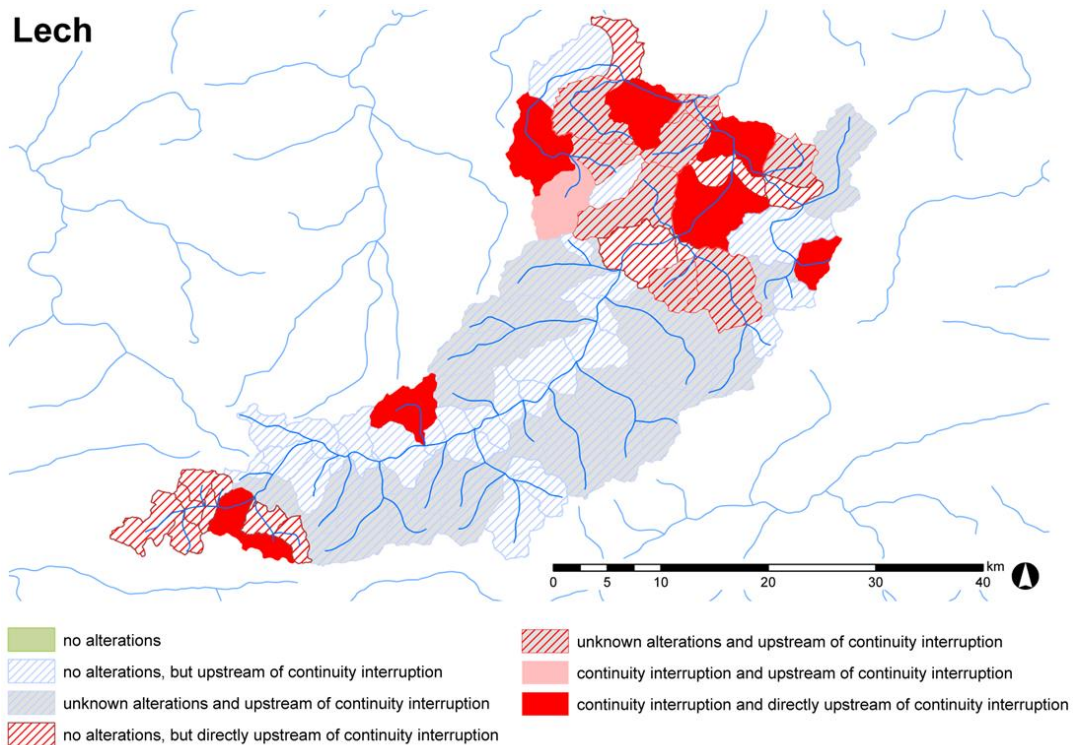 Lech
km
0 5 10 20 30 40
no alterations
no alterations, but upstream of continuity interruption
unknown alterations and upstream of continuity interruption
no alterations, but directly upstream of continuity interruption
unknown alterations and upstream of continuity interruption
continuity interruption and upstream of continuity interruption
continuity interruption and directly upstream of continuity interruption